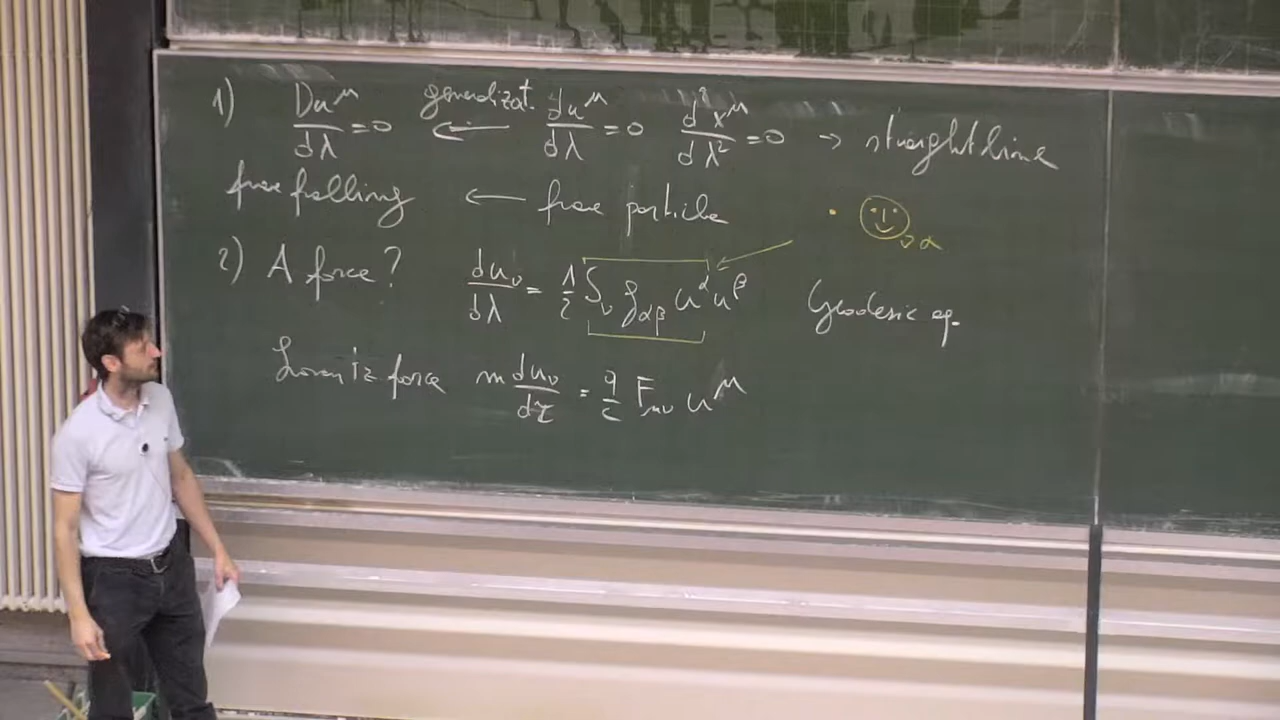 1) Du^μ/dλ = 0 generalizat. ← du^μ/dλ = 0 d²x^μ/dλ² = 0 → straight line
free falling ← free particle
2) A force? du_ν/dλ = 1/2 ∂_ν g_αβ u^α u^β Geodesic eq.
∂α
Lorentz force m du_ν/dτ = q/c F_μν u^μ